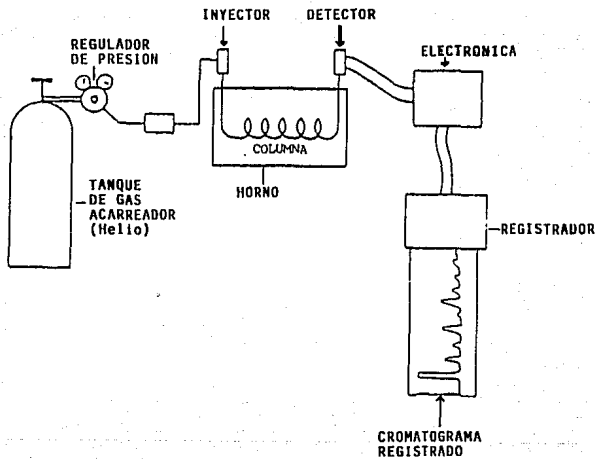 INYECTOR
DETECTOR
REGULADOR
DE PRESION
ELECTRONICA
COLUMNA
HORNO
TANQUE
DE GAS
ACARREADOR
(Helio)
REGISTRADOR
CROMATOGRAMA
REGISTRADO